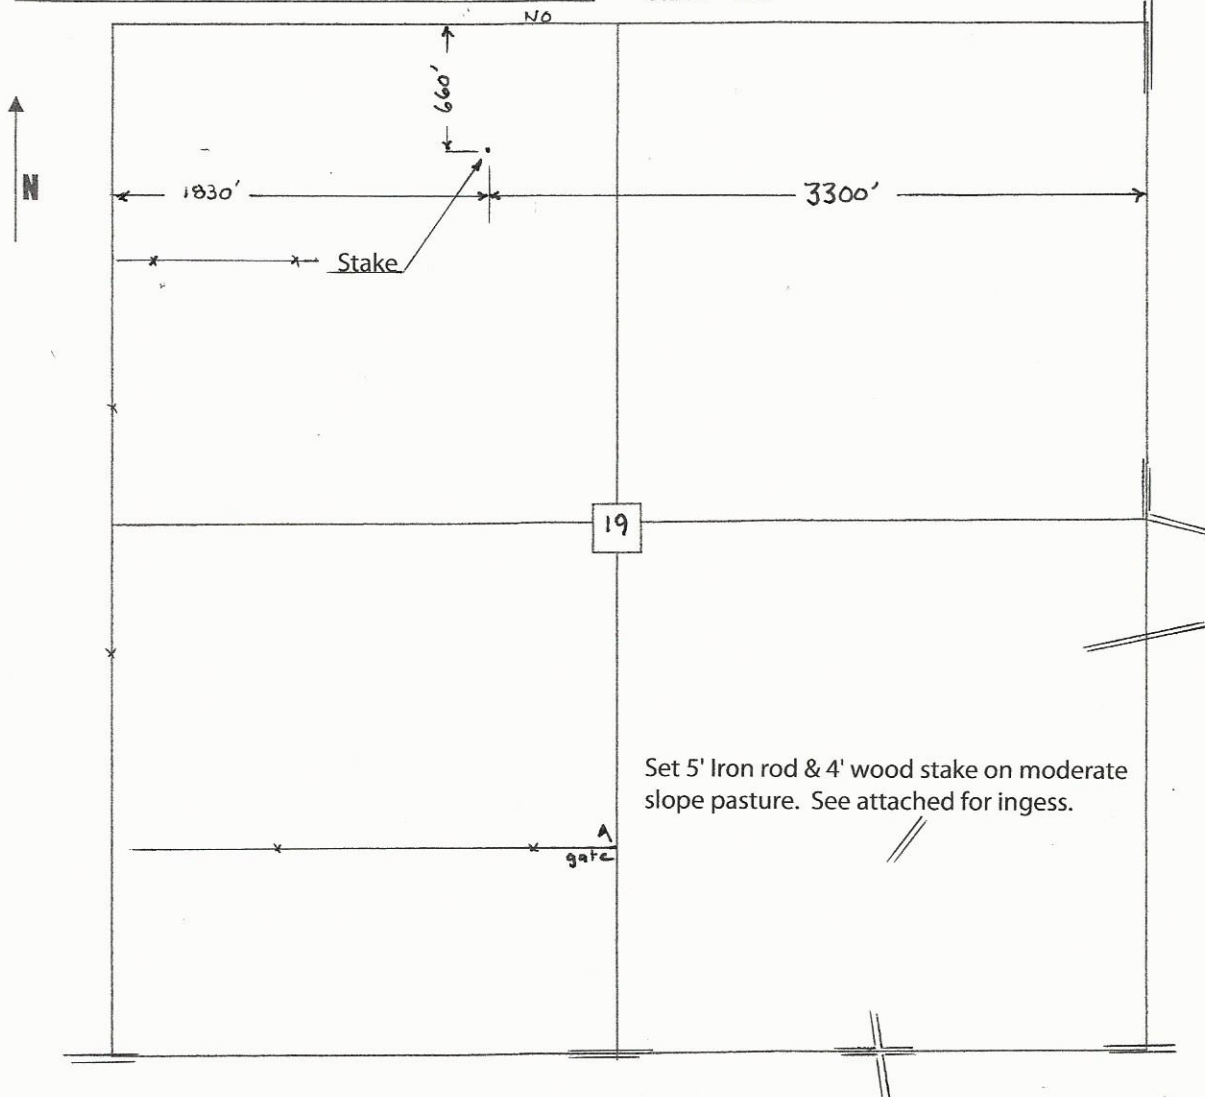 NO
660'
N
1830'
3300'
Stake
19
Set 5' Iron rod & 4' wood stake on moderate
slope pasture. See attached for ingess.
A
gate